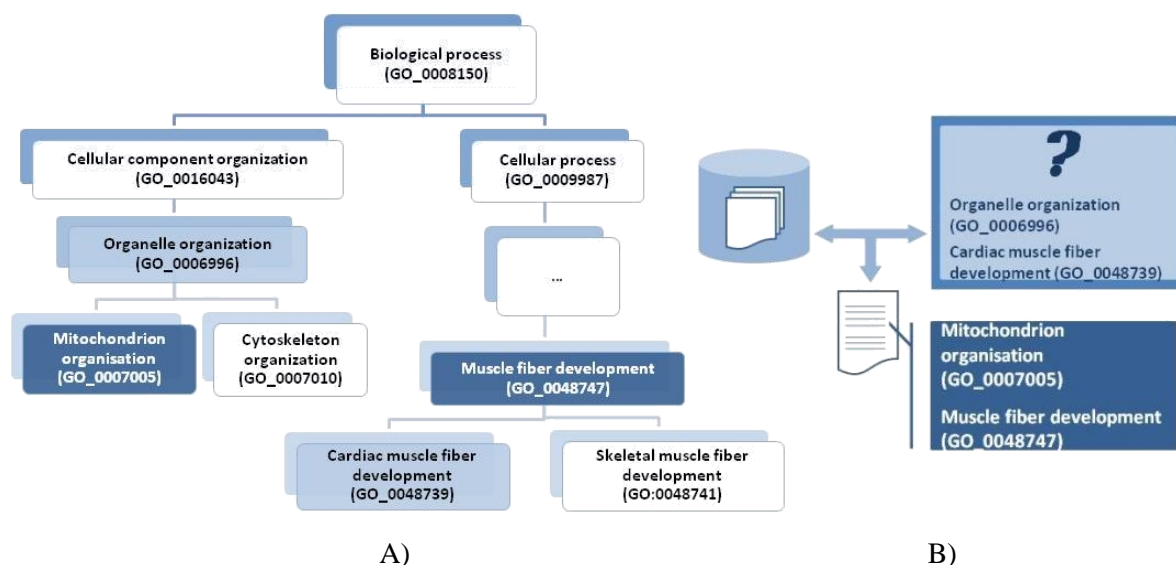 Biological process
(GO_0008150)
Cellular component organization
(GO_0016043)
Cellular process
(GO_0009987)
Organelle organization
(GO_0006996)
...
Mitochondrion
organisation
(GO_0007005)
Cytoskeleton
organization
(GO_0007010)
Muscle fiber development
(GO_0048747)
Cardiac muscle fiber
development
(GO_0048739)
Skeletal muscle fiber
development
(GO:0048741)
A)
?
Organelle organization
(GO_0006996)
Cardiac muscle fiber
development (GO_0048739)
Mitochondrion
organisation
(GO_0007005)
Muscle fiber development
(GO_0048747)
B)